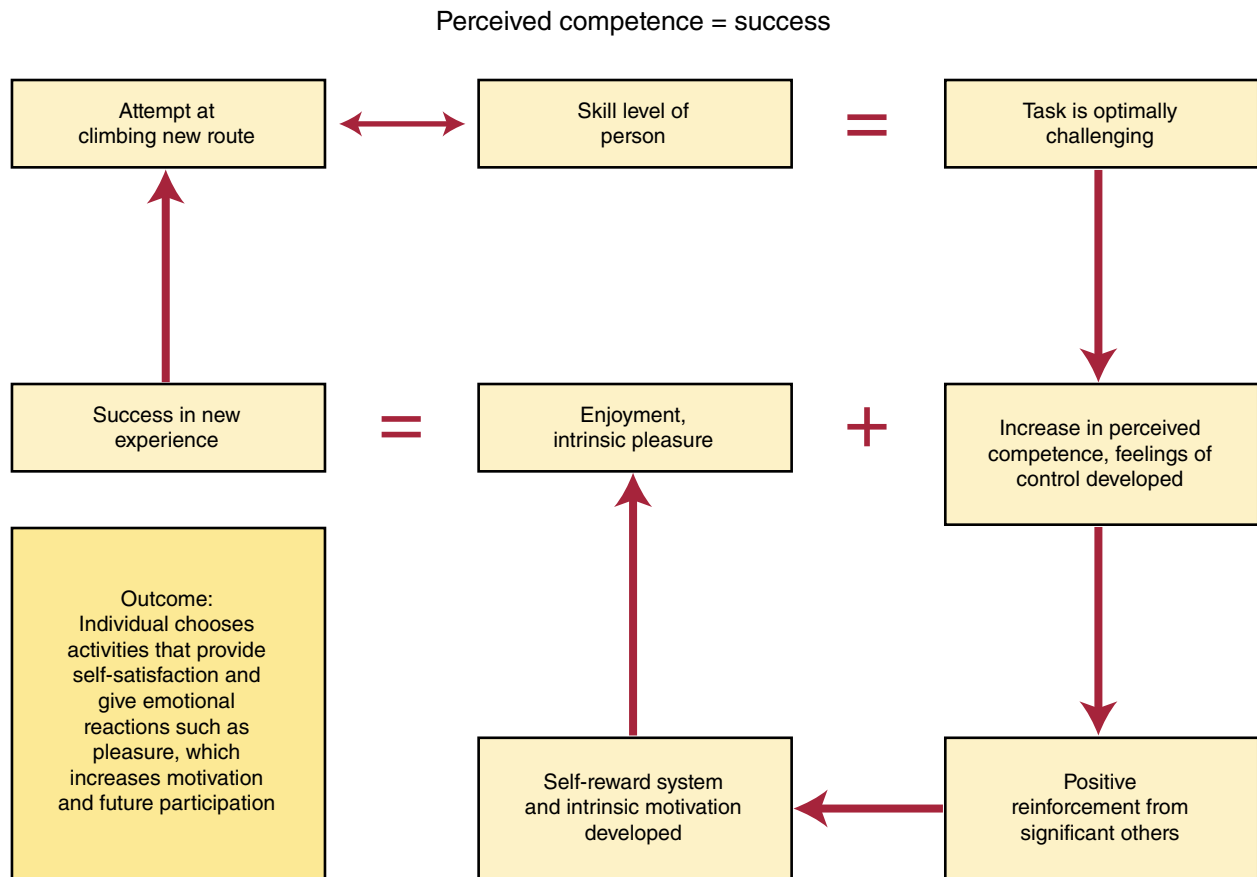 Perceived competence = success
Attempt at
climbing new route
Skill level of
person
=
Task is optimally
challenging
Success in new
experience
=
Enjoyment,
intrinsic pleasure
+
Increase in perceived
competence, feelings of
control developed
Outcome:
Individual chooses
activities that provide
self-satisfaction and
give emotional
reactions such as
pleasure, which
increases motivation
and future participation
Self-reward system
and intrinsic motivation
developed
Positive
reinforcement from
significant others